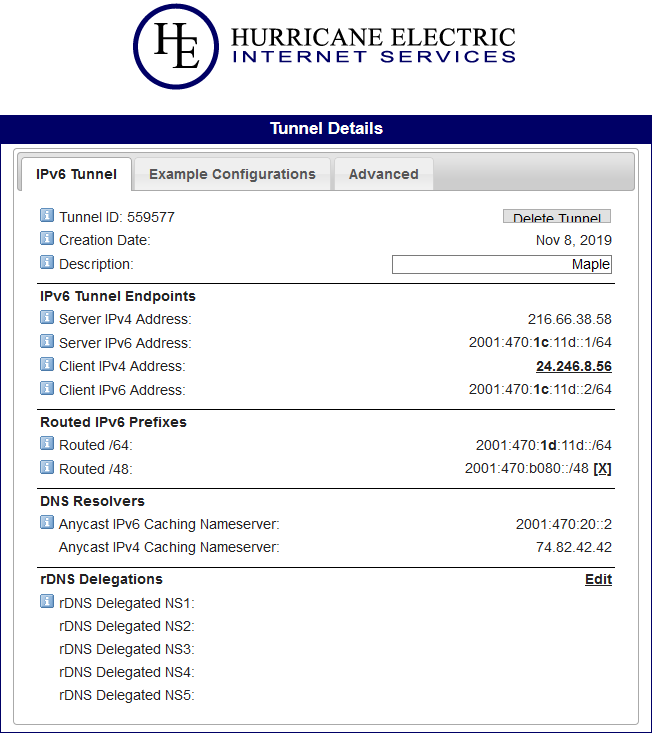 HE HURRICANE ELECTRIC
INTERNET SERVICES
Tunnel Details
IPv6 Tunnel Example Configurations Advanced
Tunnel ID: 559577 Delete Tunnel
Creation Date: Nov 8, 2019
Description: Maple
IPv6 Tunnel Endpoints
Server IPv4 Address: 216.66.38.58
Server IPv6 Address: 2001:470:1c:11d::1/64
Client IPv4 Address: 24.246.8.56
Client IPv6 Address: 2001:470:1c:11d::2/64
Routed IPv6 Prefixes
Routed /64: 2001:470:1d:11d::/64
Routed /48: 2001:470:b080::/48 [X]
DNS Resolvers
Anycast IPv6 Caching Nameserver: 2001:470:20::2
Anycast IPv4 Caching Nameserver: 74.82.42.42
rDNS Delegations Edit
rDNS Delegated NS1:
rDNS Delegated NS2:
rDNS Delegated NS3:
rDNS Delegated NS4:
rDNS Delegated NS5: